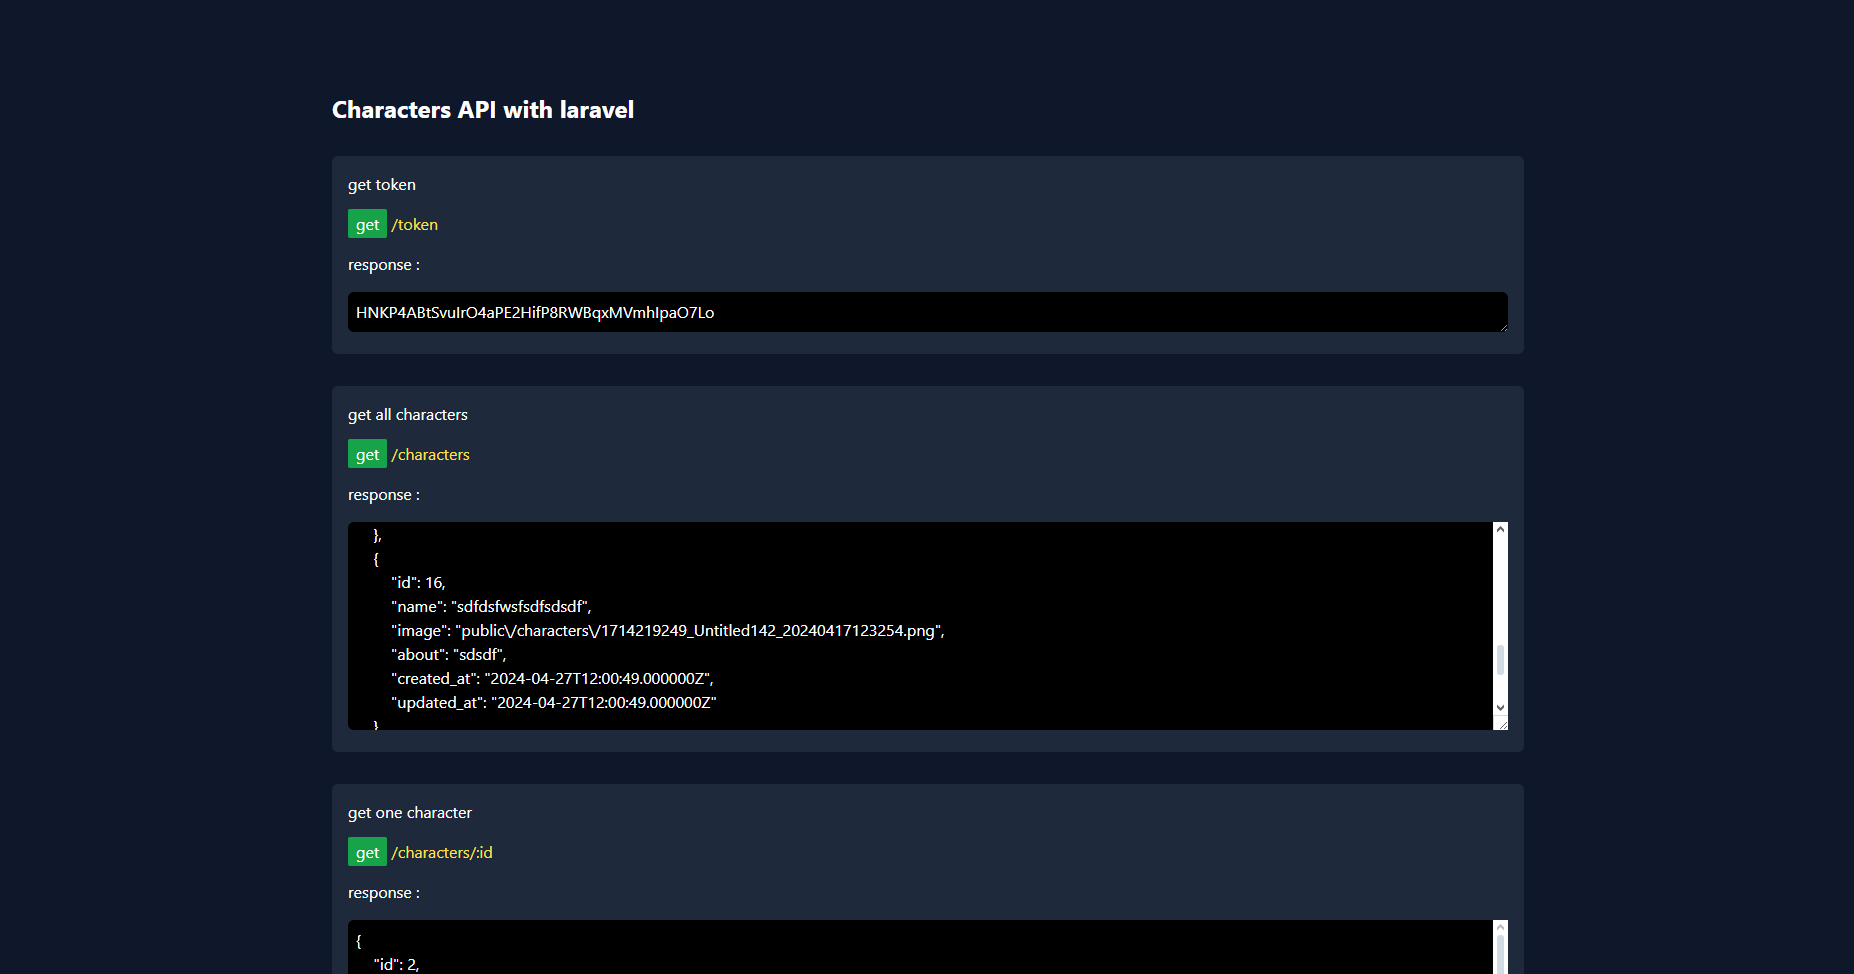 Characters API with laravel
get token
get /token
response :
HNKP4ABtSvuIrO4aPE2HifP8RWBqxMVmhIpaO7Lo
get all characters
get /characters
response :
},
{
"id": 16,
"name": "sdfdsfwsfsdfsdsdf",
"image": "public\/characters\/1714219249_Untitled142_20240417123254.png",
"about": "sdsdf",
"created_at": "2024-04-27T12:00:49.000000Z",
"updated_at": "2024-04-27T12:00:49.000000Z"
}
get one character
get /characters/:id
response :
{
"id": 2,